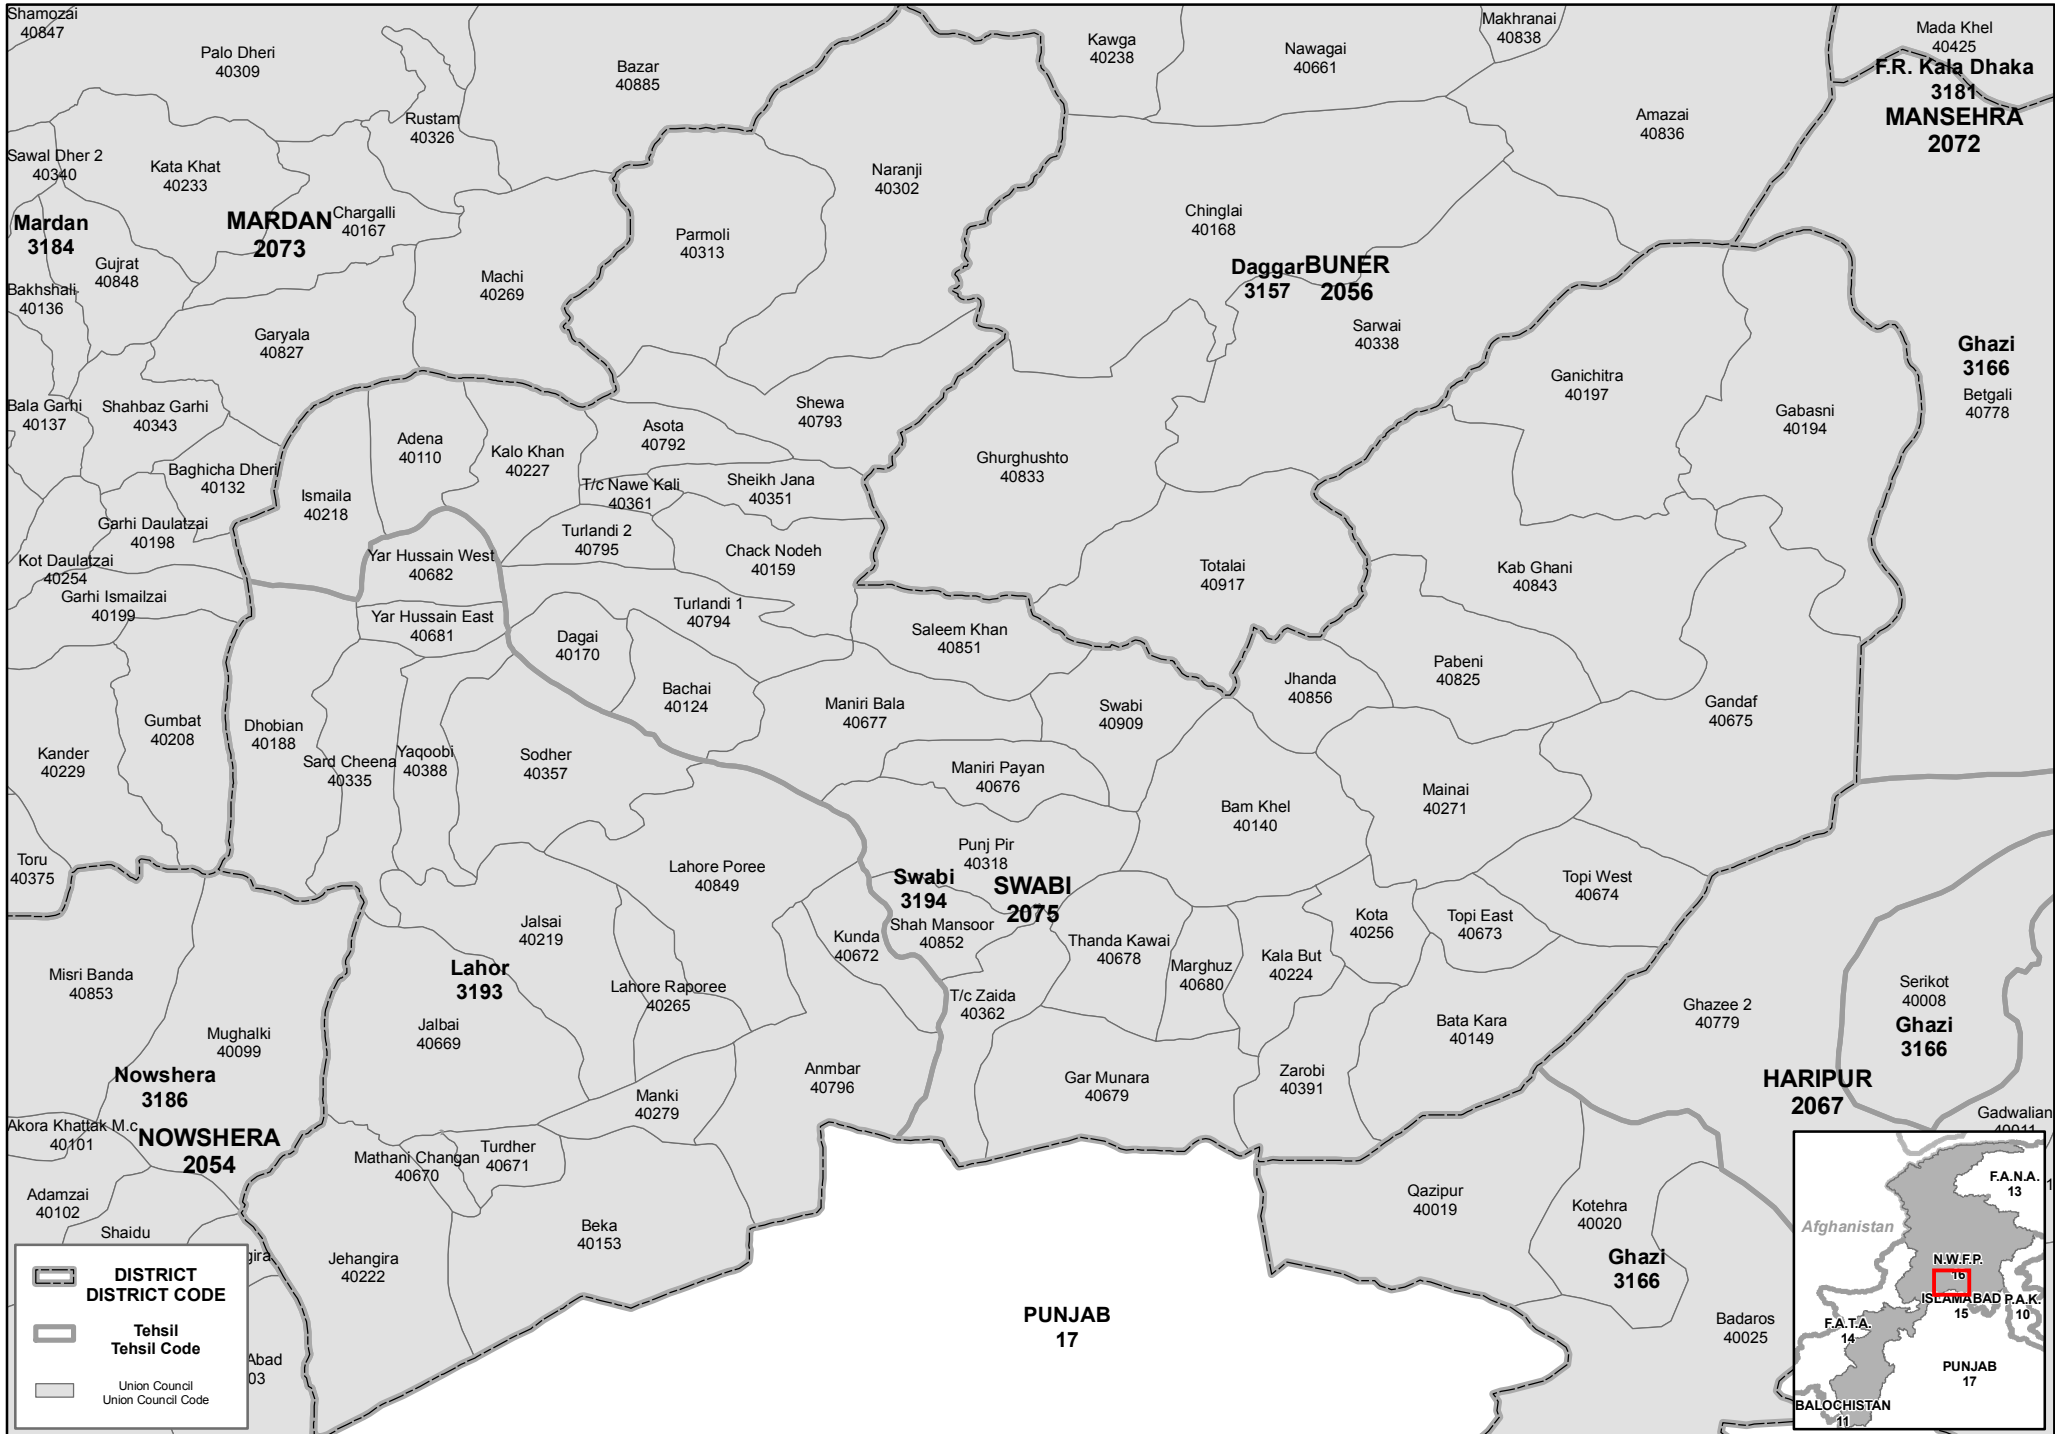 Shamozai
40847
Palo Dheri
40309
Bazar
40885
Kawga
40238
Nawagai
40661
Makhranai
40838
Mada Khel
40425
F.R. Kala Dhaka
3181
MANSEHRA
2072
Amazai
40836
Rustam
40326
Sawal Dher 2
40340
Kata Khat
40233
Naranji
40302
Mardan
3184
MARDAN
2073
Chargalli
40167
Chinglai
40168
Parmoli
40313
Gujrat
40848
Machi
40269
Daggar
3157
BUNER
2056
Bakhshali
40136
Garyala
40827
Sarwai
40338
Ghazi
3166
Betgali
40778
Ganichitra
40197
Gabasni
40194
Bala Garhi
40137
Shahbaz Garhi
40343
Shewa
40793
Asota
40792
Adena
40110
Kalo Khan
40227
Ghurghushto
40833
Baghicha Dheri
40132
T/c Nawe Kali
40361
Sheikh Jana
40351
Ismaila
40218
Garhi Daulatzai
40198
Turlandi 2
40795
Chack Nodeh
40159
Kot Daulatzai
40254
Yar Hussain West
40682
Totalai
40917
Kab Ghani
40843
Garhi Ismailzai
40199
Yar Hussain East
40681
Turlandi 1
40794
Dagai
40170
Saleem Khan
40851
Pabeni
40825
Jhanda
40856
Bachai
40124
Maniri Bala
40677
Swabi
40909
Gandaf
40675
Gumbat
40208
Dhobian
40188
Kander
40229
Sard Cheena
40335
Yaqoobi
40388
Sodher
40357
Maniri Payan
40676
Mainai
40271
Bam Khel
40140
Punj Pir
40318
Toru
40375
Lahore Poree
40849
Swabi
3194
SWABI
2075
Topi West
40674
Jalsai
40219
Kunda
40672
Shah Mansoor
40852
Thanda Kawai
40678
Kota
40256
Topi East
40673
Misri Banda
40853
Lahor
3193
Lahore Raporee
40265
Marghuz
40680
Kala But
40224
T/c Zaida
40362
Serikot
40008
Ghazi
3166
Ghazee 2
40779
Jalbai
40669
Mughalki
40099
Bata Kara
40149
Nowshera
3186
Anmbar
40796
Gar Munara
40679
Zarobi
40391
HARIPUR
2067
Manki
40279
Gadwalian
40011
Akora Khattak M.c
40101
NOWSHERA
2054
Mathani Changan
40670
Turdher
40671
Adamzai
40102
Shaidu
Beka
40153
Qazipur
40019
Kotehra
40020
Ghazi
3166
Jehangira
40222
gira
PUNJAB
17
Badaros
40025
Abad
03
DISTRICT
DISTRICT CODE
Tehsil
Tehsil Code
Union Council
Union Council Code
F.A.N.A.
13
1
Afghanistan
N.W.F.P.
16
ISLAMABAD
15
P.A.K.
10
F.A.T.A.
14
PUNJAB
17
BALOCHISTAN
11